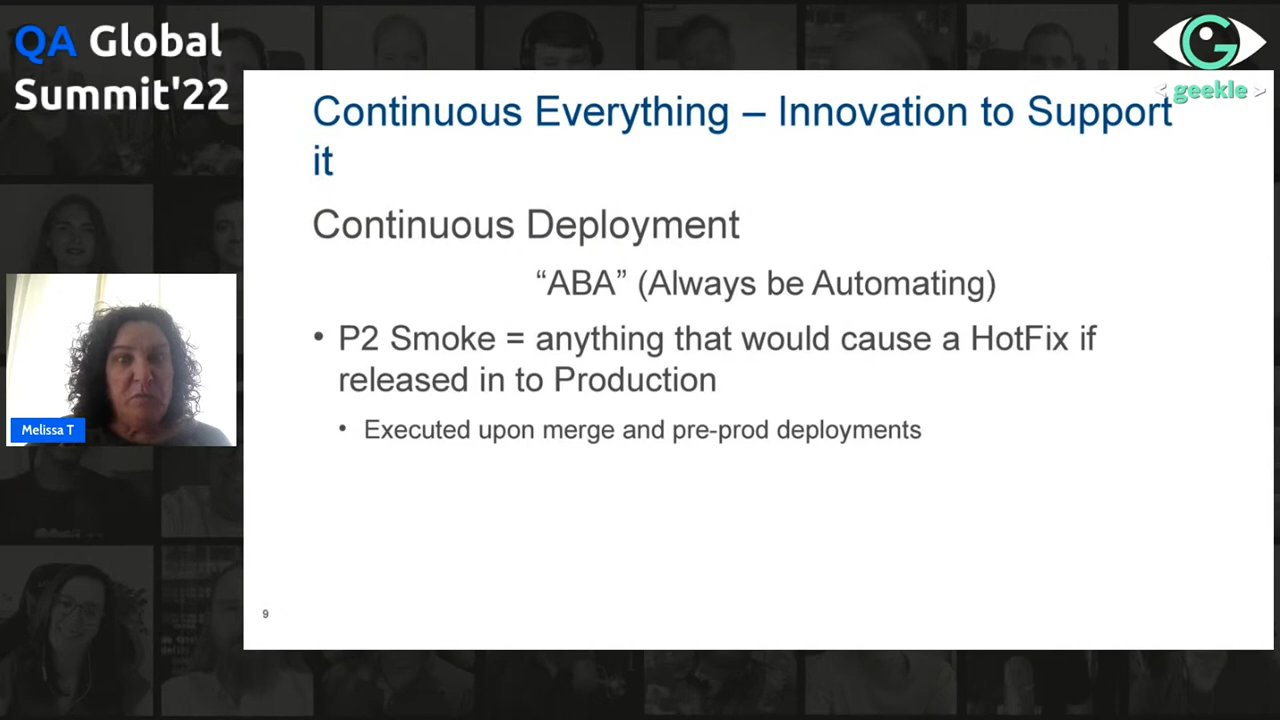 QA Global
Summit'22
< geekle >
Continuous Everything – Innovation to Support
it
Continuous Deployment
“ABA” (Always be Automating)
• P2 Smoke = anything that would cause a HotFix if
released in to Production
• Executed upon merge and pre-prod deployments
Melissa T
9